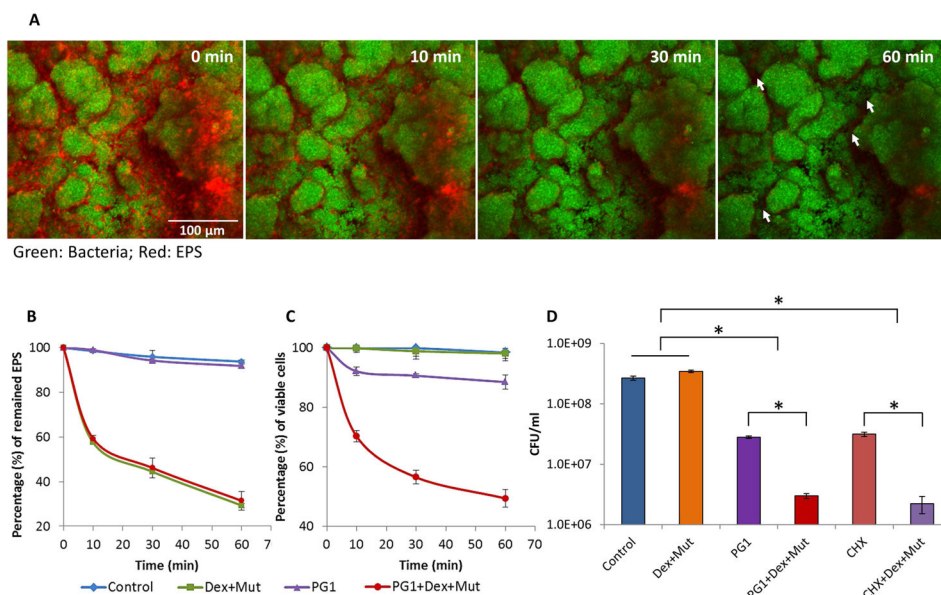 A
0 min
10 min
30 min
60 min
100 µm
Green: Bacteria; Red: EPS
B
Percentage (%) of remained EPS
100
80
60
40
20
0 10 20 30 40 50 60 7
Time (min)
C
Percentage (%) of viable cells
100
80
60
40
0 10 20 30 40 50 60 70
Time (min)
Control
Dex+Mut
PG1
PG1+Dex+Mut
D
*
*
*
*
CFU/ml
1.0E+09
1.0E+08
1.0E+07
1.0E+06
Control
Dex+Mut
PG1
PG1+Dex+Mut
CHX
CHX+Dex+Mut